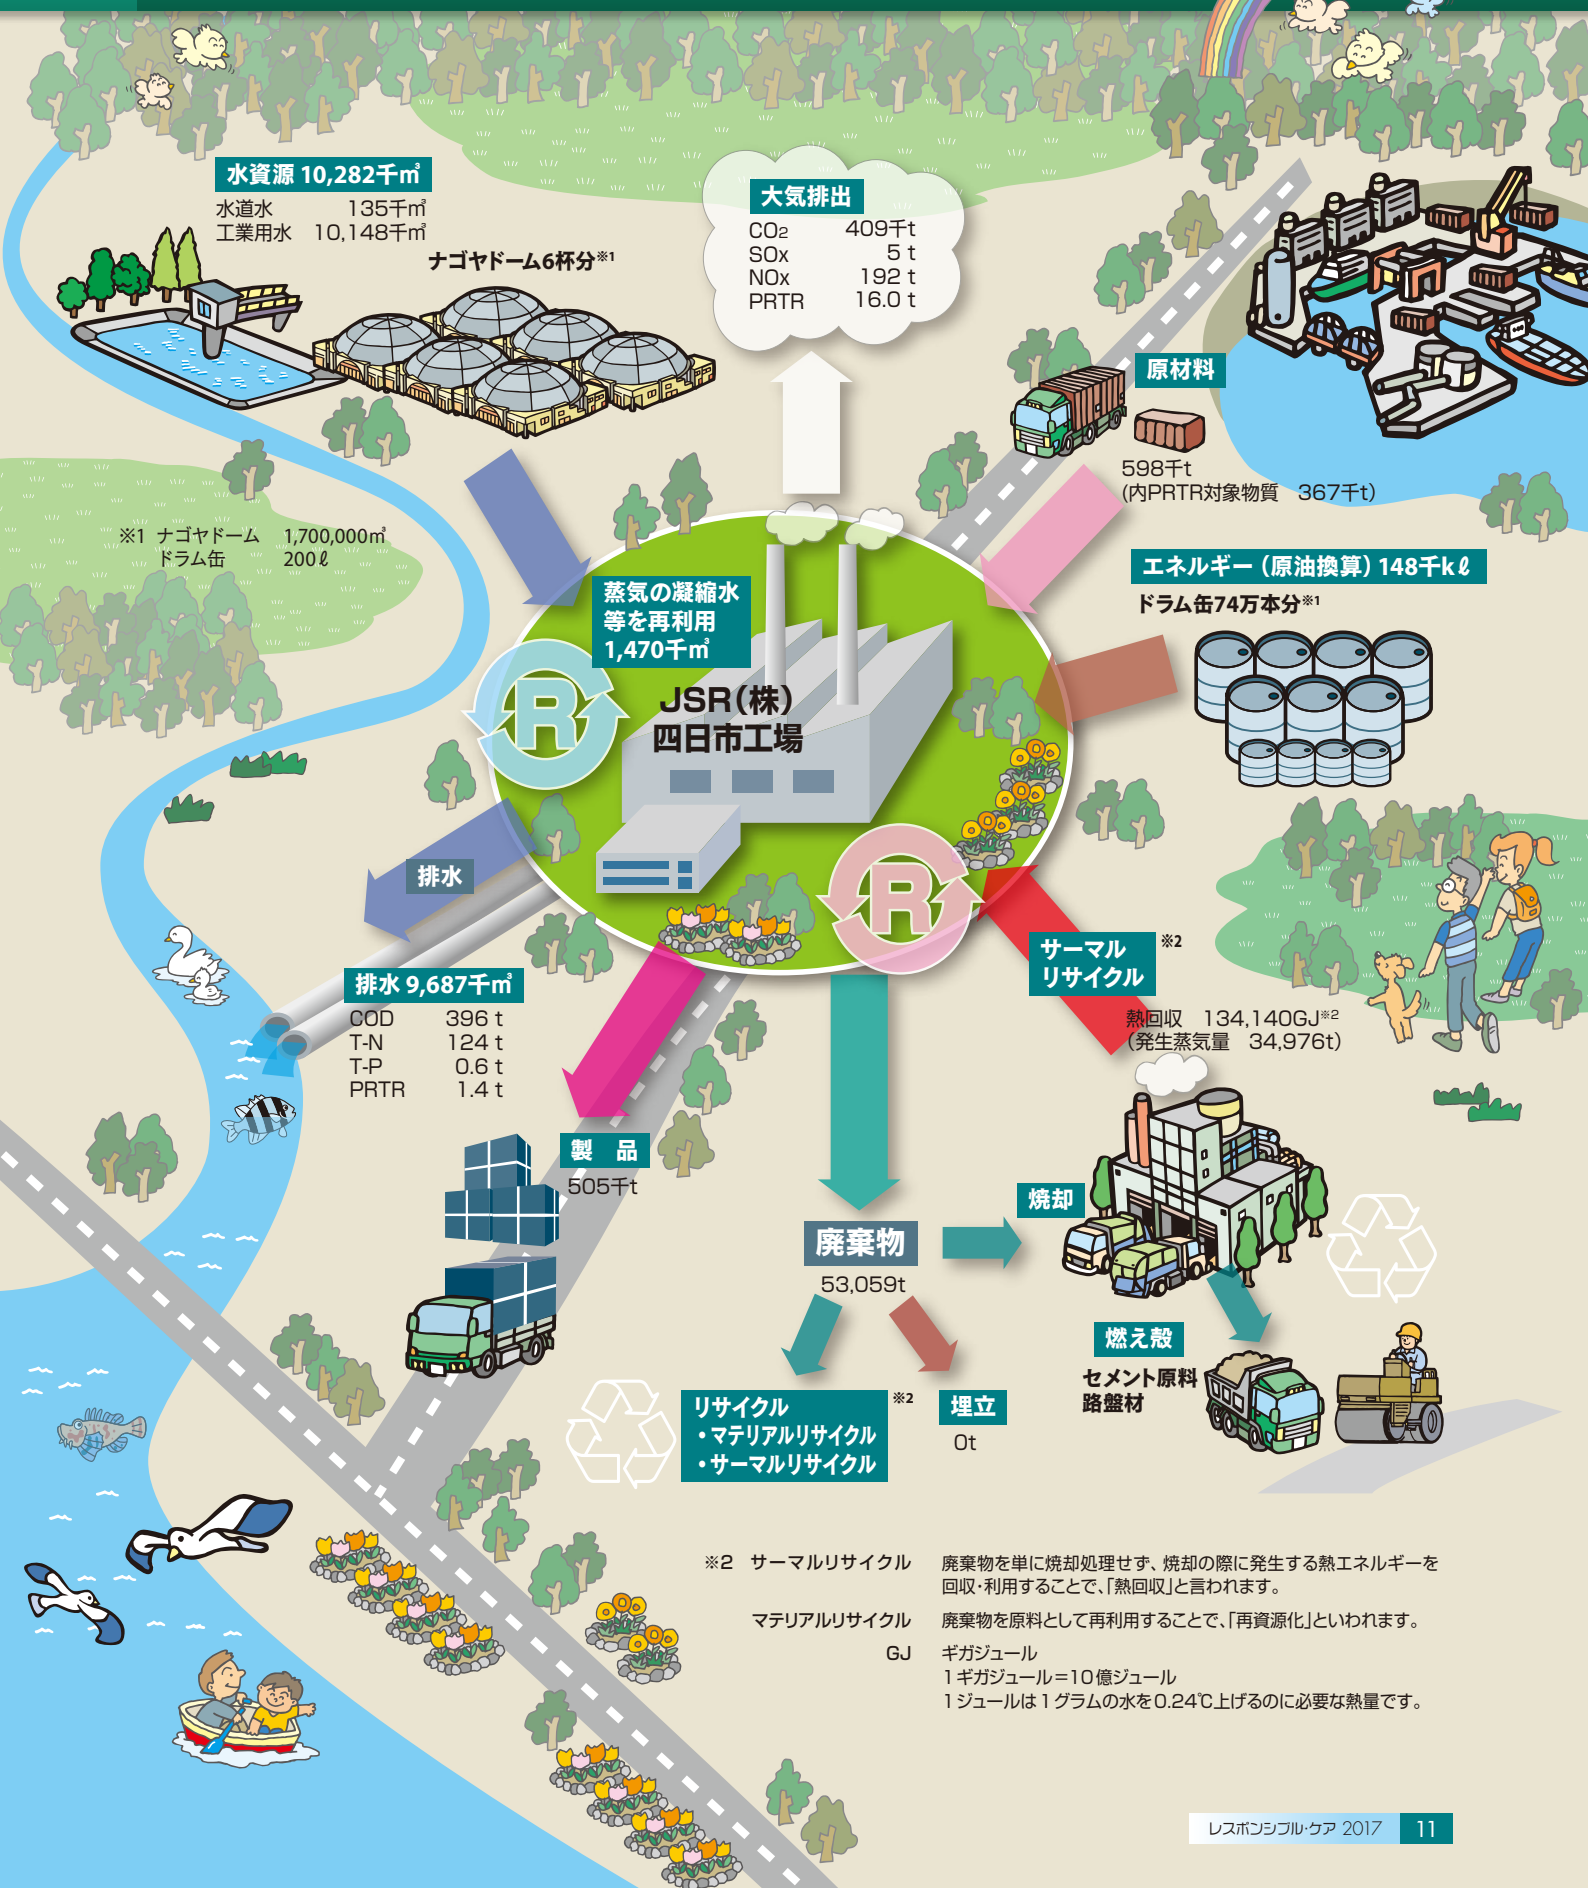 水資源 10,282千㎥
水道水 135千㎥
工業用水 10,148千㎥
ナゴヤドーム6杯分※1
大気排出
CO2 409千t
SOx 5 t
NOx 192 t
PRTR 16.0 t
原材料
598千t
(内PRTR対象物質 367千t)
※1 ナゴヤドーム 1,700,000㎥
ドラム缶 200ℓ
エネルギー（原油換算）148千kℓ
ドラム缶74万本分※1
蒸気の凝縮水
等を再利用
1,470千㎥
R
JSR（株）
四日市工場
排水
R
サーマル
リサイクル
※2
熱回収 134,140GJ※2
（発生蒸気量 34,976t）
排水 9,687千㎥
COD 396 t
T-N 124 t
T-P 0.6 t
PRTR 1.4 t
製 品
505千t
廃棄物
53,059t
焼却
燃え殻
セメント原料
路盤材
リサイクル
・マテリアルリサイクル
・サーマルリサイクル
※2
埋立
0t
※2 サーマルリサイクル 廃棄物を単に焼却処理せず、焼却の際に発生する熱エネルギーを
回収・利用することで、「熱回収」と言われます。
マテリアルリサイクル 廃棄物を原料として再利用することで、「再資源化」といわれます。
GJ ギガジュール
1ギガジュール＝10億ジュール
1ジュールは1グラムの水を0.24℃上げるのに必要な熱量です。
レスポンシブル・ケア 2017 11